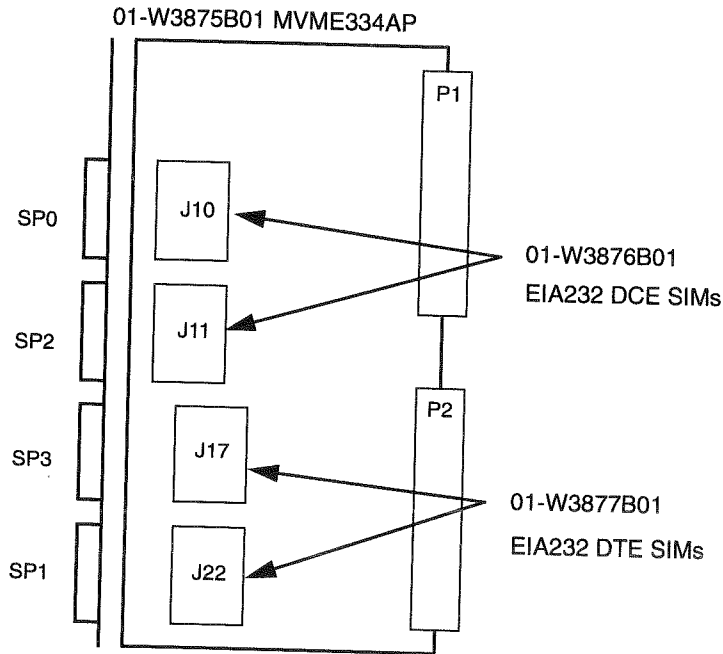 01-W3875B01 MVME334AP
P1
SP0
J10
01-W3876B01
EIA232 DCE SIMs
SP2
J11
P2
SP3
J17
01-W3877B01
EIA232 DTE SIMs
SP1
J22